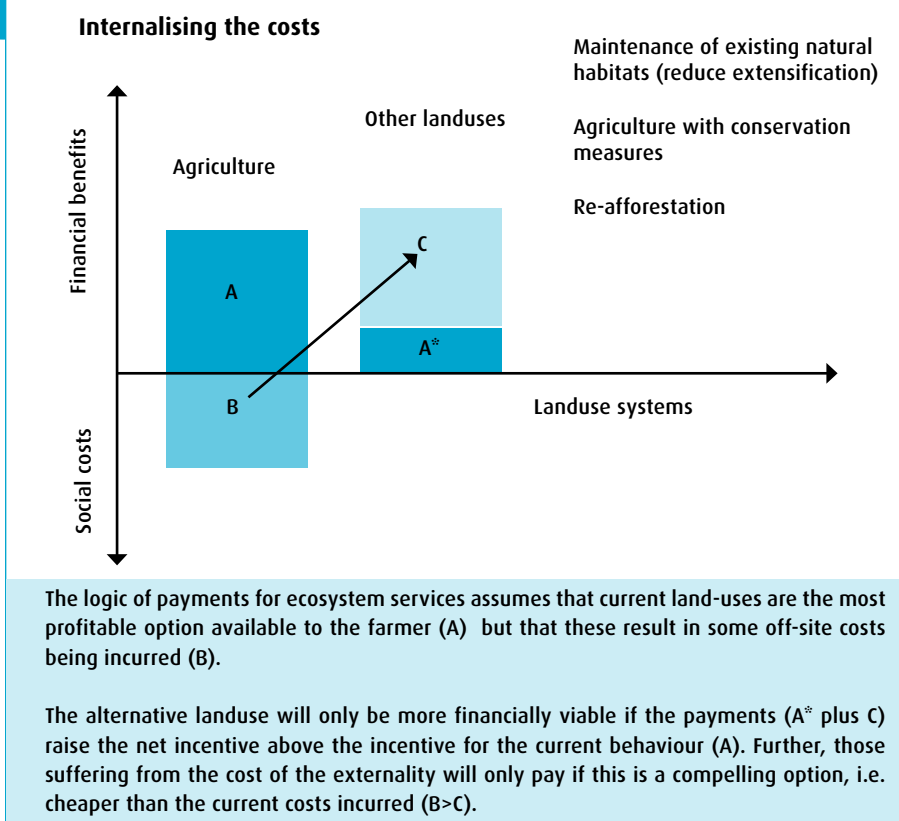 Internalising the costs
Maintenance of existing natural
habitats (reduce extensification)
Other landuses
Agriculture with conservation
measures
Agriculture
Re-afforestation
Financial benefits
C
A
A*
B
Landuse systems
Social costs
The logic of payments for ecosystem services assumes that current land-uses are the most
profitable option available to the farmer (A) but that these result in some off-site costs
being incurred (B).
The alternative landuse will only be more financially viable if the payments (A* plus C)
raise the net incentive above the incentive for the current behaviour (A). Further, those
suffering from the cost of the externality will only pay if this is a compelling option, i.e.
cheaper than the current costs incurred (B>C).